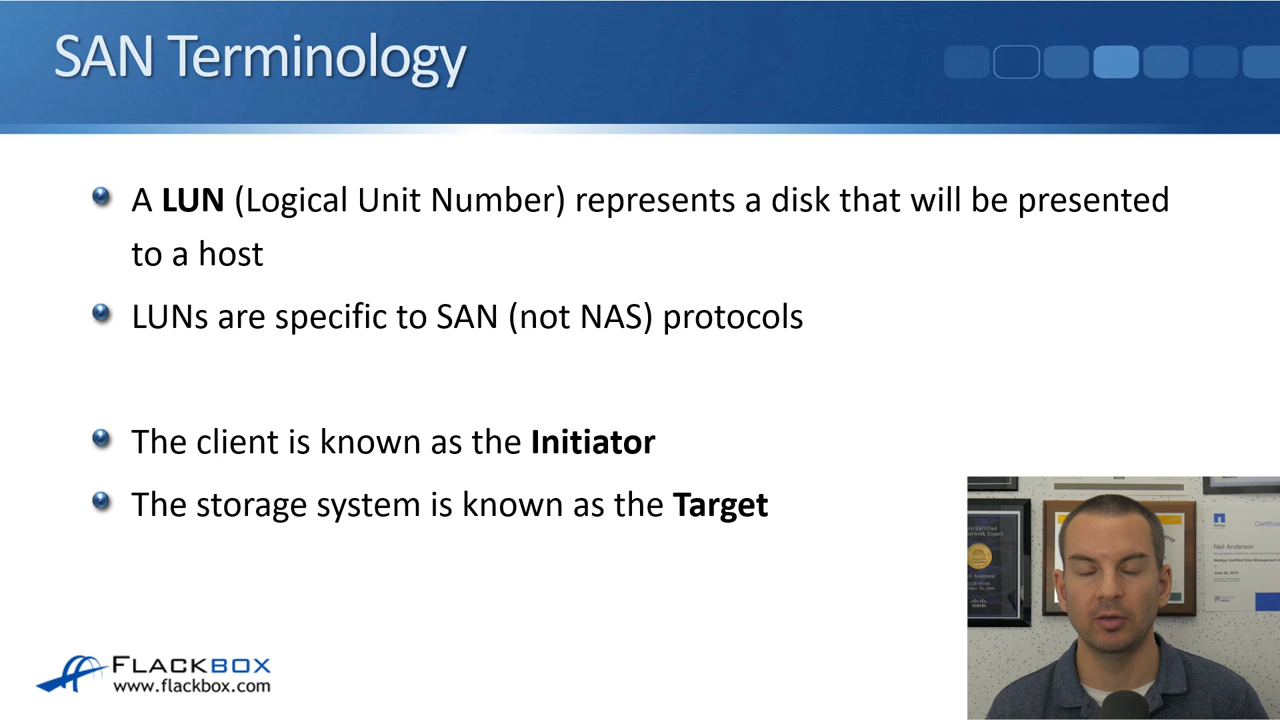 SAN Terminology
A LUN (Logical Unit Number) represents a disk that will be presented
to a host
LUNs are specific to SAN (not NAS) protocols
The client is known as the Initiator
The storage system is known as the Target
FLACKBOX
www.flackbox.com
Neil Anderson